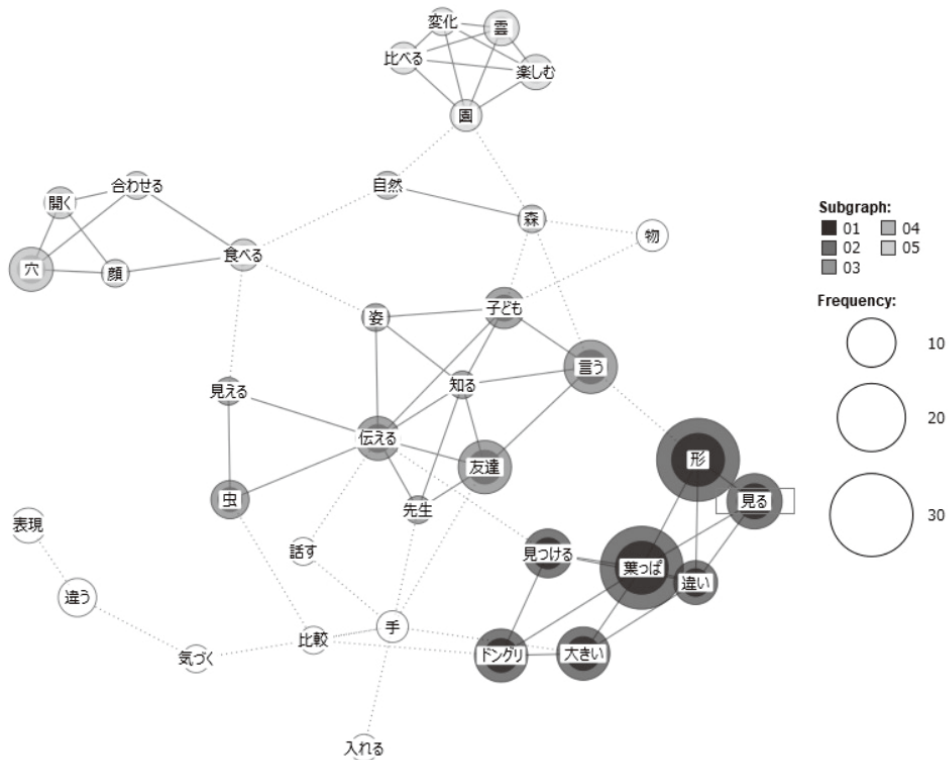 変化
雲
比べる
楽しむ
園
合わせる
自然
開く
森
物
食べる
穴
顔
子ども
姿
言う
知る
見える
伝える
形
友達
虫
見る
先生
表現
見つける
話す
葉っぱ
違い
違う
手
比較
ドングリ
大きい
気づく
入れる
Subgraph:
01 04
02 05
03
Frequency:
10
20
30